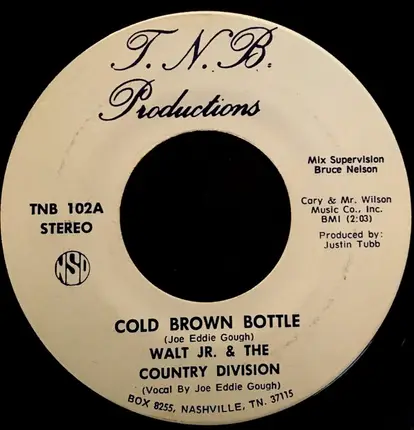 T.N.B.
Productions
Mix Supervision
Bruce Nelson
TNB 102A
STEREO
Cary & Mr. Wilson
Music Co., Inc.
BMI (2:03)
Produced by:
Justin Tubb
NSD
COLD BROWN BOTTLE
(Joe Eddie Gough)
WALT JR. & THE
COUNTRY DIVISION
(Vocal By Joe Eddie Gough)
BOX 8255, NASHVILLE, TN. 37115